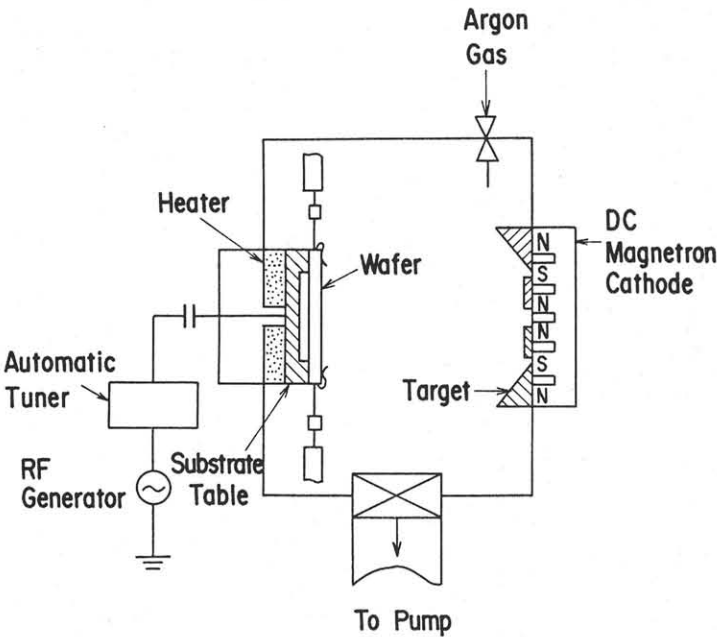 Argon
Gas
Heater
Wafer
DC
Magnetron
Cathode
N
S
N
N
S
N
Automatic
Tuner
Target
RF
Generator
Substrate
Table
To Pump